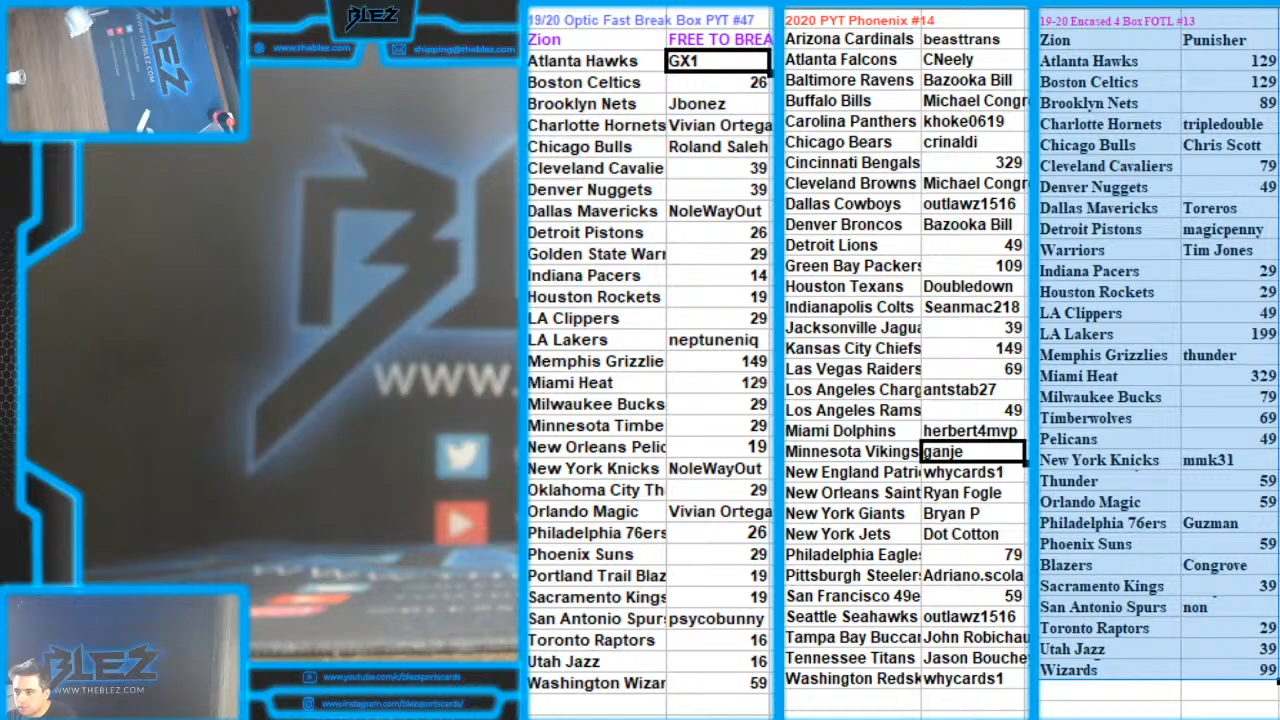 BLEZ
www.theblez.com
shipping@theblez.com
BLEZ
WWW.THEBLEZ.COM
WWW.
www.youtube.com/c/blezsportscards
www.instagram.com/blezsportscards/
19/20 Optic Fast Break Box PYT #47
Zion FREE TO BREA
Atlanta Hawks GX1
Boston Celtics 26
Brooklyn Nets Jbonez
Charlotte Hornets Vivian Ortega
Chicago Bulls Roland Saleh
Cleveland Cavalie 39
Denver Nuggets 39
Dallas Mavericks NoleWayOut
Detroit Pistons 26
Golden State Warr 29
Indiana Pacers 14
Houston Rockets 19
LA Clippers 29
LA Lakers neptuneniq
Memphis Grizzlie 149
Miami Heat 129
Milwaukee Bucks 29
Minnesota Timbe 29
New Orleans Pelic 19
New York Knicks NoleWayOut
Oklahoma City Th 29
Orlando Magic Vivian Ortega
Philadelphia 76ers 26
Phoenix Suns 29
Portland Trail Blaz 19
Sacramento Kings 19
San Antonio Spurs psycobunny
Toronto Raptors 16
Utah Jazz 16
Washington Wizar 59
2020 PYT Phonenix #14
Arizona Cardinals beasttrans
Atlanta Falcons CNeely
Baltimore Ravens Bazooka Bill
Buffalo Bills Michael Congr
Carolina Panthers khoke0619
Chicago Bears crinaldi
Cincinnati Bengals 329
Cleveland Browns Michael Congr
Dallas Cowboys outlawz1516
Denver Broncos Bazooka Bill
Detroit Lions 49
Green Bay Packers 109
Houston Texans Doubledown
Indianapolis Colts Seanmac218
Jacksonville Jagua 39
Kansas City Chiefs 149
Las Vegas Raiders 69
Los Angeles Charg antstab27
Los Angeles Rams 49
Miami Dolphins herbert4mvp
Minnesota Vikings ganje
New England Patri whycards1
New Orleans Saint Ryan Fogle
New York Giants Bryan P
New York Jets Dot Cotton
Philadelphia Eagle 79
Pittsburgh Steelers Adriano.scola
San Francisco 49e 59
Seattle Seahawks outlawz1516
Tampa Bay Buccar John Robichau
Tennessee Titans Jason Bouche
Washington Redsk whycards1
19-20 Encased 4 Box FOTL #13
Zion Punisher
Atlanta Hawks 129
Boston Celtics 129
Brooklyn Nets 89
Charlotte Hornets tripledouble
Chicago Bulls Chris Scott
Cleveland Cavaliers 79
Denver Nuggets 49
Dallas Mavericks Toreros
Detroit Pistons magicpenny
Warriors Tim Jones
Indiana Pacers 29
Houston Rockets 29
LA Clippers 49
LA Lakers 199
Memphis Grizzlies thunder
Miami Heat 329
Milwaukee Bucks 79
Timberwolves 69
Pelicans 49
New York Knicks mmk31
Thunder 59
Orlando Magic 59
Philadelphia 76ers Guzman
Phoenix Suns 59
Blazers Congrove
Sacramento Kings 39
San Antonio Spurs non
Toronto Raptors 29
Utah Jazz 39
Wizards 99